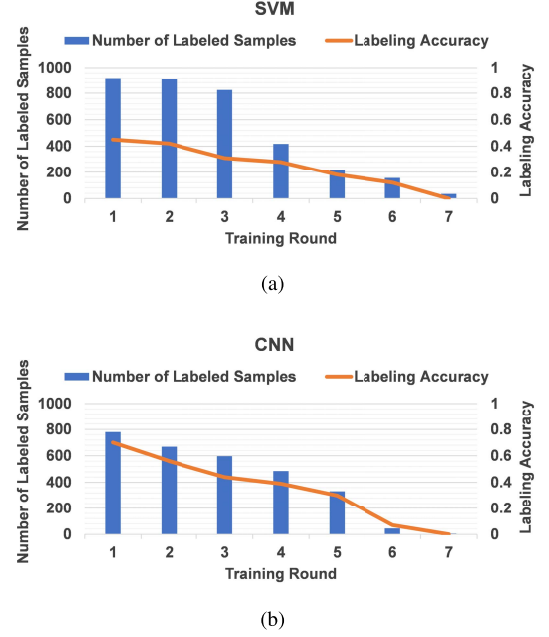 SVM
Number of Labeled Samples Labeling Accuracy
Number of Labeled Samples
1000
800
600
400
200
0
1
0.8
0.6
0.4
0.2
0
Labeling Accuracy
1 2 3 4 5 6 7
Training Round
(a)
CNN
Number of Labeled Samples Labeling Accuracy
Number of Labeled Samples
1000
800
600
400
200
0
1
0.8
0.6
0.4
0.2
0
Labeling Accuracy
1 2 3 4 5 6 7
Training Round
(b)